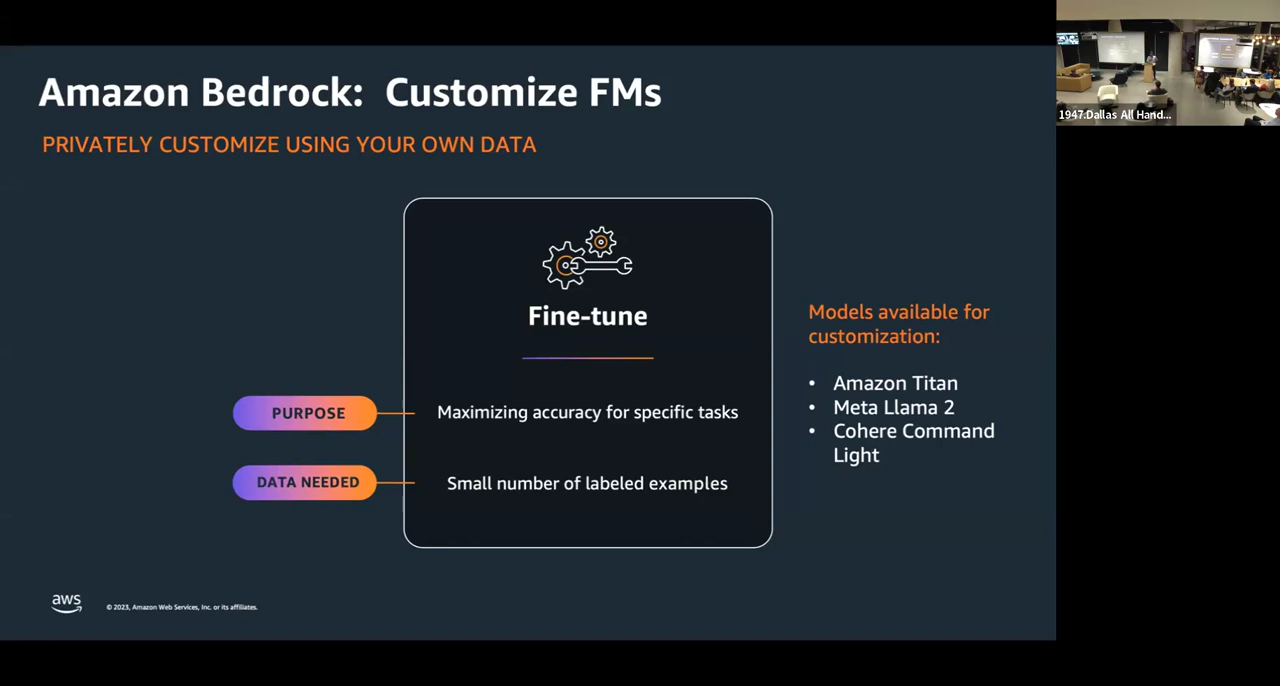 Amazon Bedrock: Customize FMs
PRIVATELY CUSTOMIZE USING YOUR OWN DATA
Fine-tune
PURPOSE
Maximizing accuracy for specific tasks
DATA NEEDED
Small number of labeled examples
Models available for
customization:
• Amazon Titan
• Meta Llama 2
• Cohere Command
Light
aws
© 2023, Amazon Web Services, Inc. or its affiliates.
1947:Dallas All Hand...